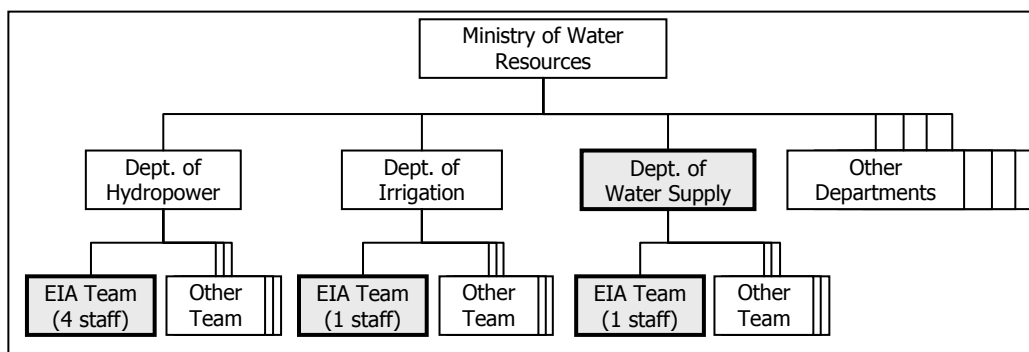 Ministry of Water
Resources
Dept. of
Hydropower
Dept. of
Irrigation
Dept. of
Water Supply
Other
Departments
EIA Team
(4 staff)
Other
Team
EIA Team
(1 staff)
Other
Team
EIA Team
(1 staff)
Other
Team